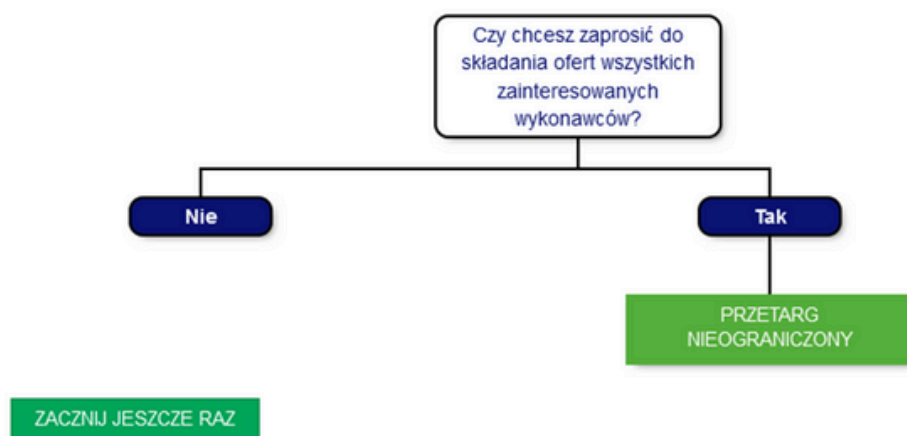 Czy chcesz zaprosić do
składania ofert wszystkich
zainteresowanych
wykonawców?
Nie
Tak
PRZETARG
NIEOGRANICZONY
ZACZNIJ JESZCZE RAZ